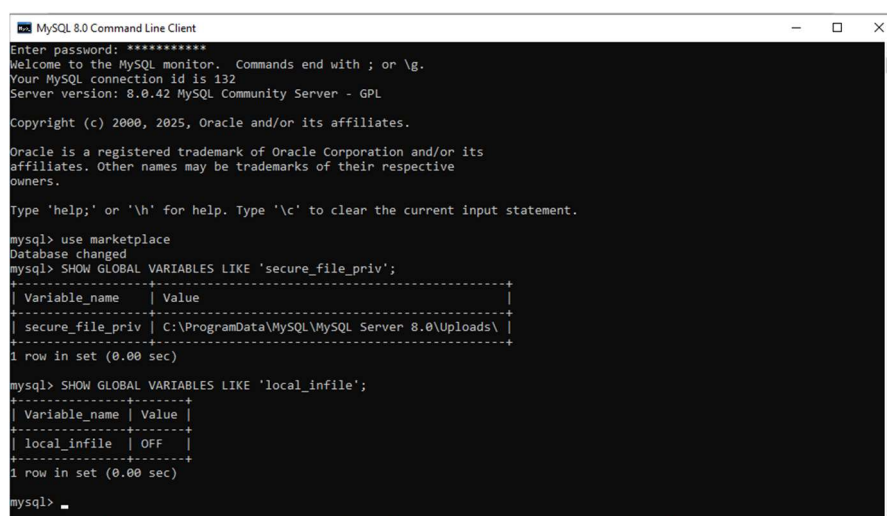 MySQL 8.0 Command Line Client
Enter password: ***********
Welcome to the MySQL monitor.  Commands end with ; or \g.
Your MySQL connection id is 132
Server version: 8.0.42 MySQL Community Server - GPL
Copyright (c) 2000, 2025, Oracle and/or its affiliates.
Oracle is a registered trademark of Oracle Corporation and/or its
affiliates. Other names may be trademarks of their respective
owners.
Type 'help;' or '\h' for help. Type '\c' to clear the current input statement.
mysql> use marketplace
Database changed
mysql> SHOW GLOBAL VARIABLES LIKE 'secure_file_priv';
+------------------+------------------------------------------------+
| Variable_name    | Value                                          |
+------------------+------------------------------------------------+
| secure_file_priv | C:\ProgramData\MySQL\MySQL Server 8.0\Uploads\ |
+------------------+------------------------------------------------+
1 row in set (0.00 sec)
mysql> SHOW GLOBAL VARIABLES LIKE 'local_infile';
+---------------+-------+
| Variable_name | Value |
+---------------+-------+
| local_infile  | OFF   |
+---------------+-------+
1 row in set (0.00 sec)
mysql>